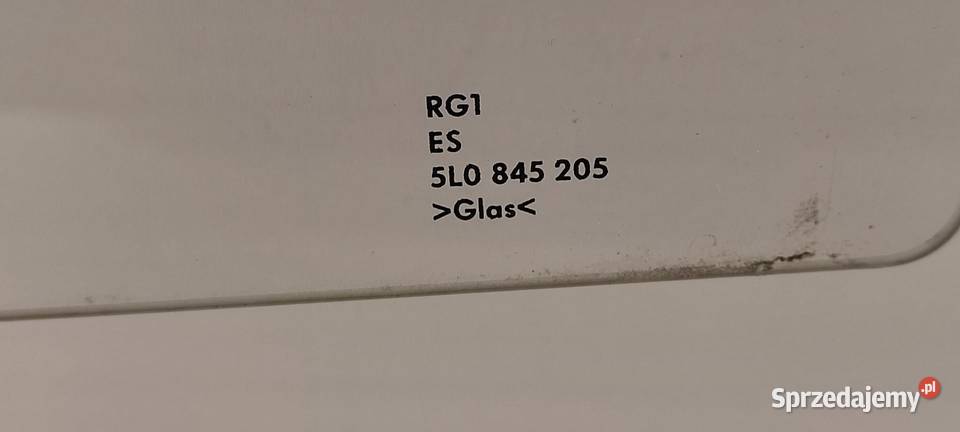 RG1
ES
5L0 845 205
>Glas<
Sprzedajemy.pl